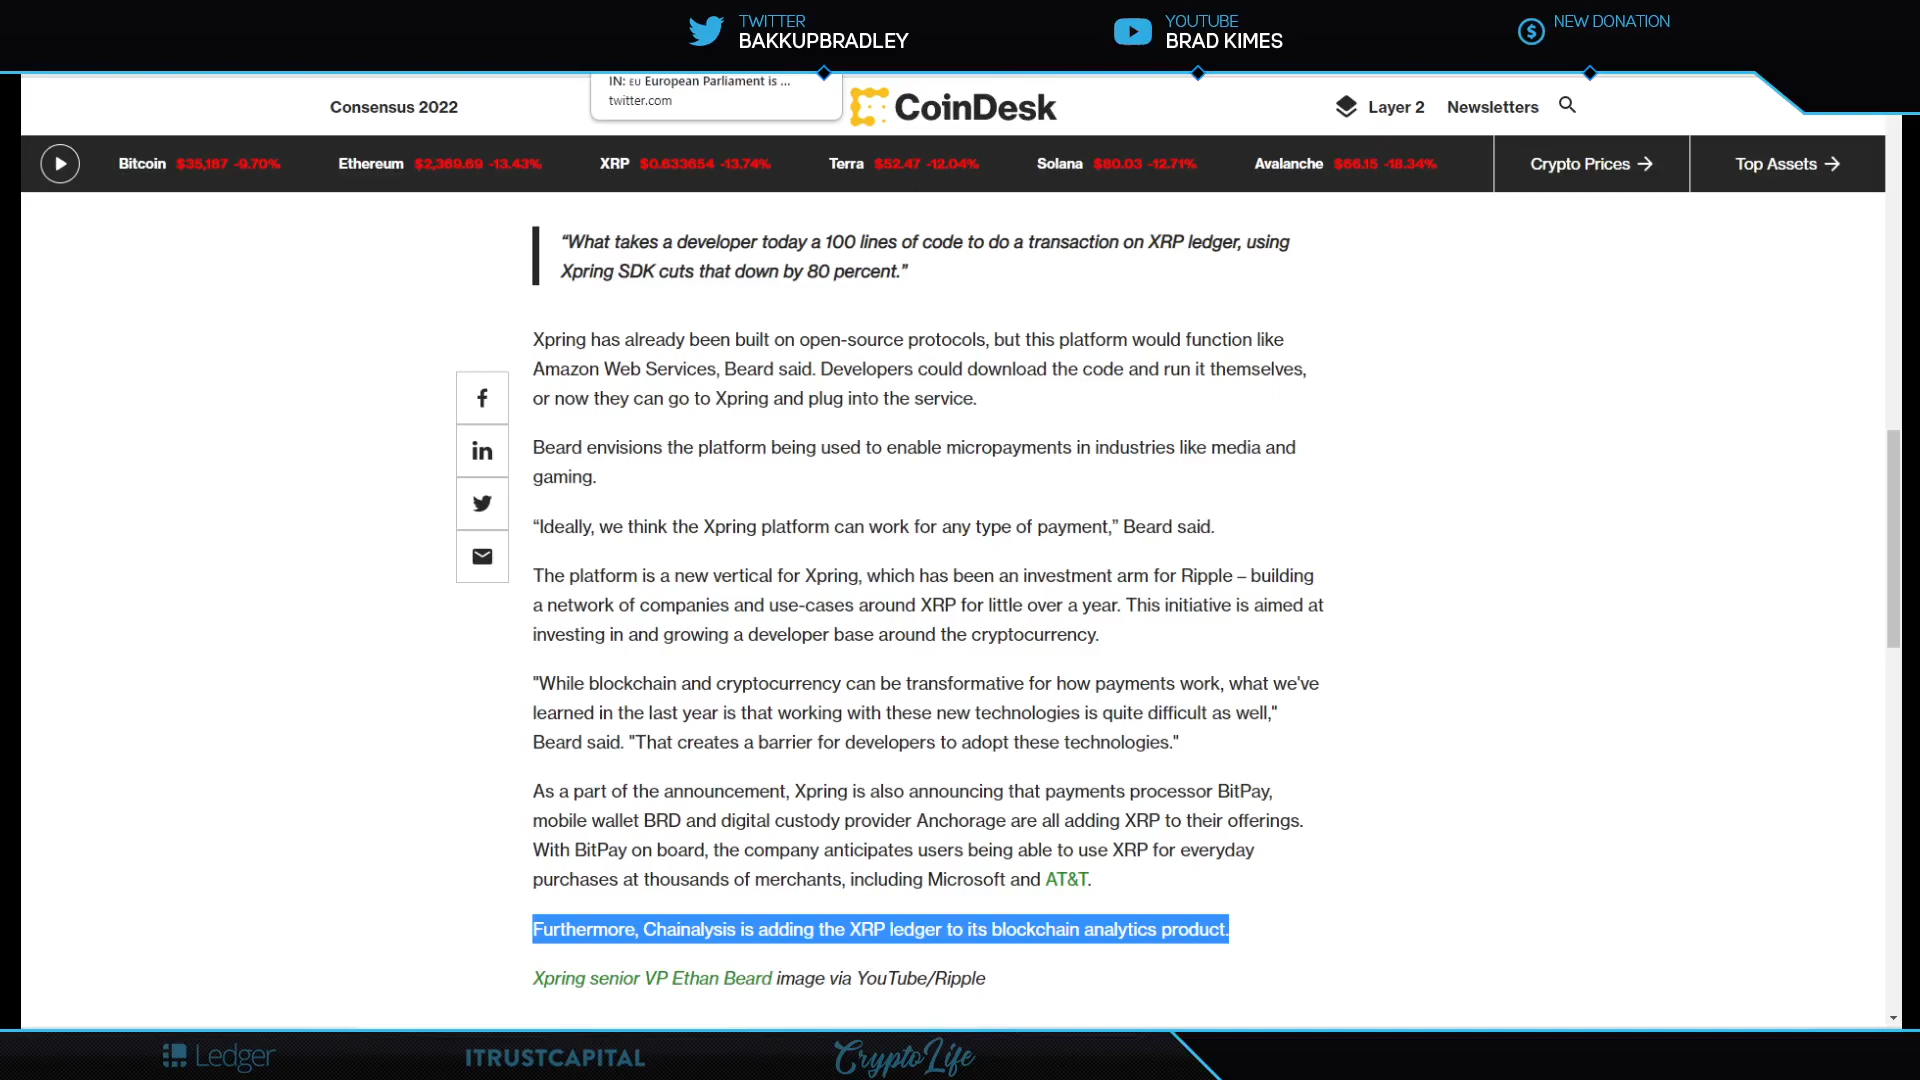 TWITTER
BAKKUPBRADLEY
YOUTUBE
BRAD KIMES
NEW DONATION
IN: EU European Parliament is ...
twitter.com
Consensus 2022
CoinDesk
Layer 2
Newsletters
Bitcoin $35,187 -9.70%
Ethereum $2,369.69 -13.43%
XRP $0.633654 -13.74%
Terra $52.47 -12.04%
Solana $80.03 -12.71%
Avalanche $66.15 -18.34%
Crypto Prices →
Top Assets →
“What takes a developer today a 100 lines of code to do a transaction on XRP ledger, using
Xpring SDK cuts that down by 80 percent.”
Xpring has already been built on open-source protocols, but this platform would function like
Amazon Web Services, Beard said. Developers could download the code and run it themselves,
or now they can go to Xpring and plug into the service.
Beard envisions the platform being used to enable micropayments in industries like media and
gaming.
“Ideally, we think the Xpring platform can work for any type of payment,” Beard said.
The platform is a new vertical for Xpring, which has been an investment arm for Ripple – building
a network of companies and use-cases around XRP for little over a year. This initiative is aimed at
investing in and growing a developer base around the cryptocurrency.
"While blockchain and cryptocurrency can be transformative for how payments work, what we've
learned in the last year is that working with these new technologies is quite difficult as well,"
Beard said. "That creates a barrier for developers to adopt these technologies."
As a part of the announcement, Xpring is also announcing that payments processor BitPay,
mobile wallet BRD and digital custody provider Anchorage are all adding XRP to their offerings.
With BitPay on board, the company anticipates users being able to use XRP for everyday
purchases at thousands of merchants, including Microsoft and AT&T.
Furthermore, Chainalysis is adding the XRP ledger to its blockchain analytics product.
Xpring senior VP Ethan Beard image via YouTube/Ripple
Ledger
ITRUSTCAPITAL
CryptoLife